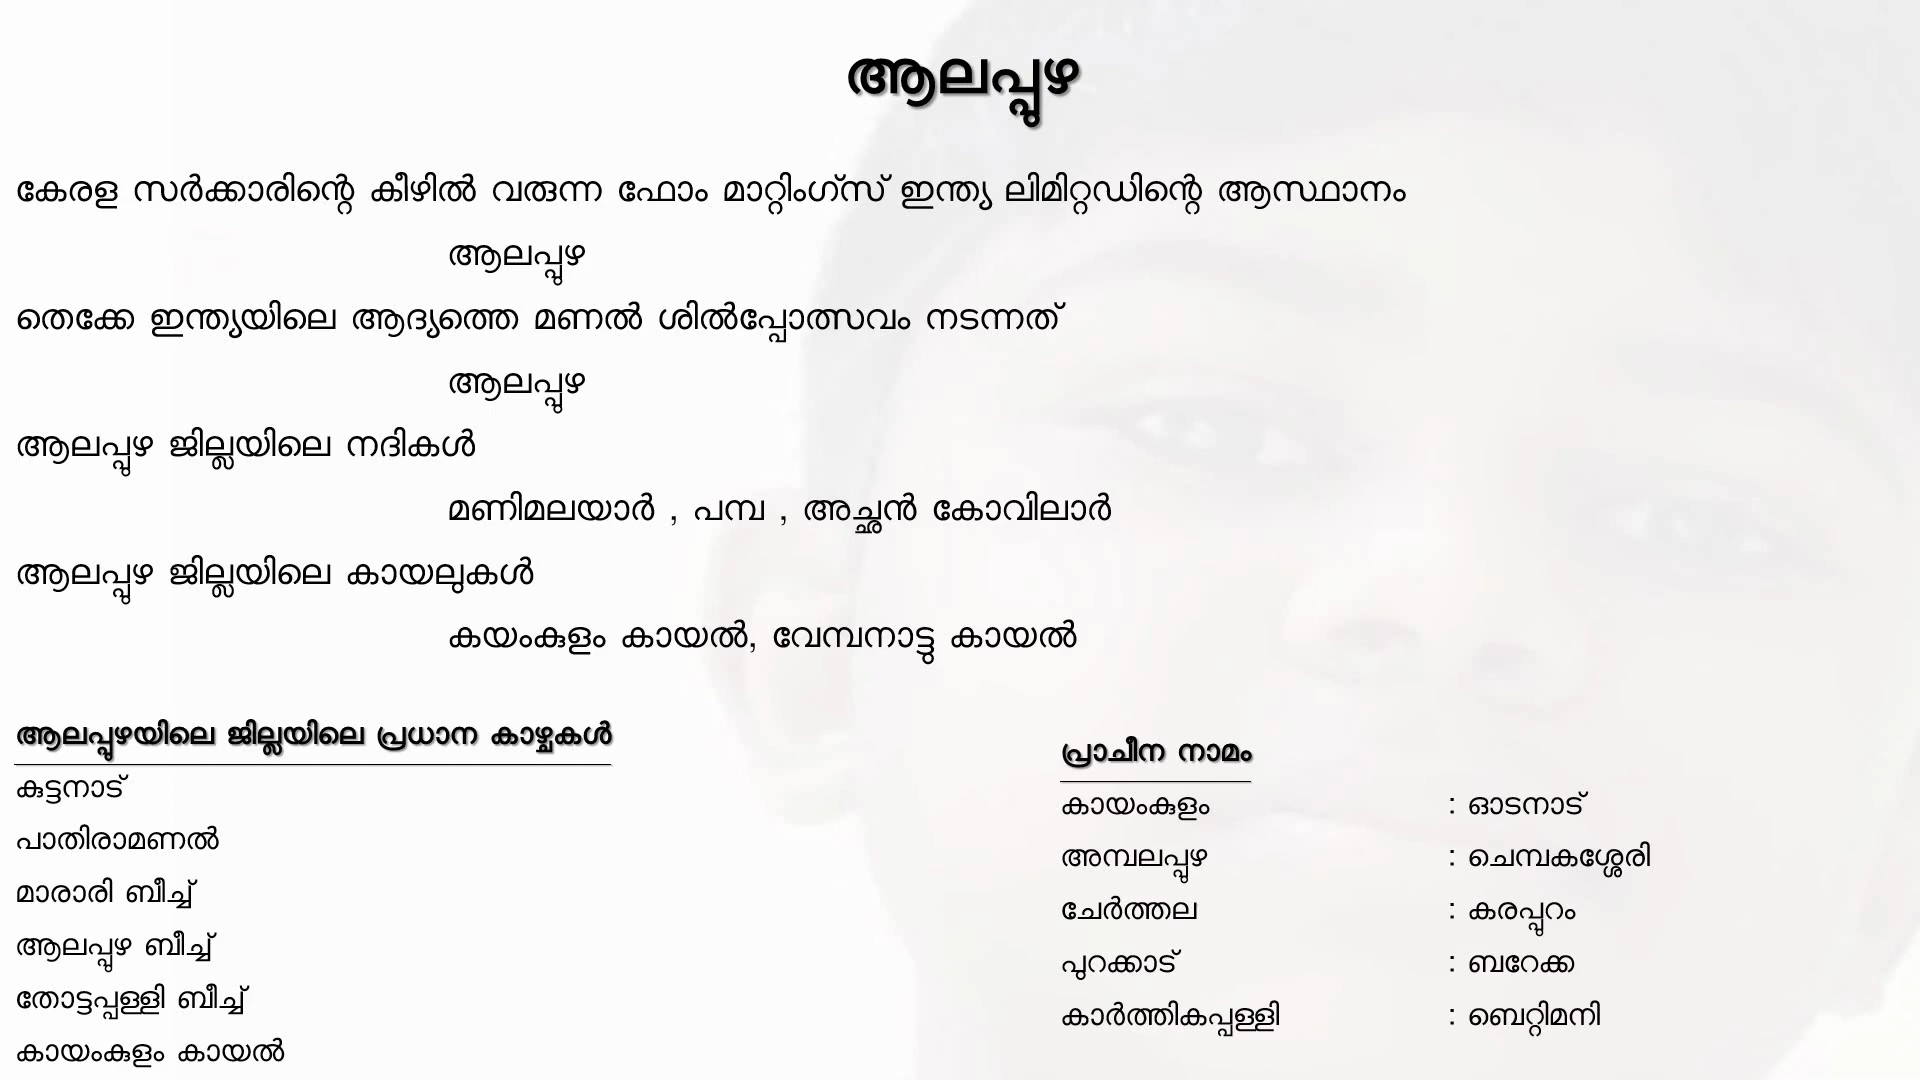 ആലപ്പുഴ
കേരള സർക്കാരിന്റെ കീഴിൽ വരുന്ന ഫോം മാറ്റിംഗ്സ് ഇന്ത്യ ലിമിറ്റഡിന്റെ ആസ്ഥാനം
ആലപ്പുഴ
തെക്കേ ഇന്ത്യയിലെ ആദ്യത്തെ മണൽ ശിൽപ്പോത്സവം നടന്നത്
ആലപ്പുഴ
ആലപ്പുഴ ജില്ലയിലെ നദികൾ
മണിമലയാർ , പമ്പ , അച്ഛൻ കോവിലാർ
ആലപ്പുഴ ജില്ലയിലെ കായലുകൾ
കയംകുളം കായൽ, വേമ്പനാട്ടു കായൽ
ആലപ്പുഴയിലെ ജില്ലയിലെ പ്രധാന കാഴ്ചകൾ
കുട്ടനാട്
പാതിരാമണൽ
മാരാരി ബീച്ച്
ആലപ്പുഴ ബീച്ച്
തോട്ടപ്പള്ളി ബീച്ച്
കായംകുളം കായൽ
പ്രാചീന നാമം
കായംകുളം : ഓടനാട്
അമ്പലപ്പുഴ : ചെമ്പകശ്ശേരി
ചേർത്തല : കരപ്പുറം
പുറക്കാട് : ബറേക്ക
കാർത്തികപ്പള്ളി : ബെറ്റിമനി